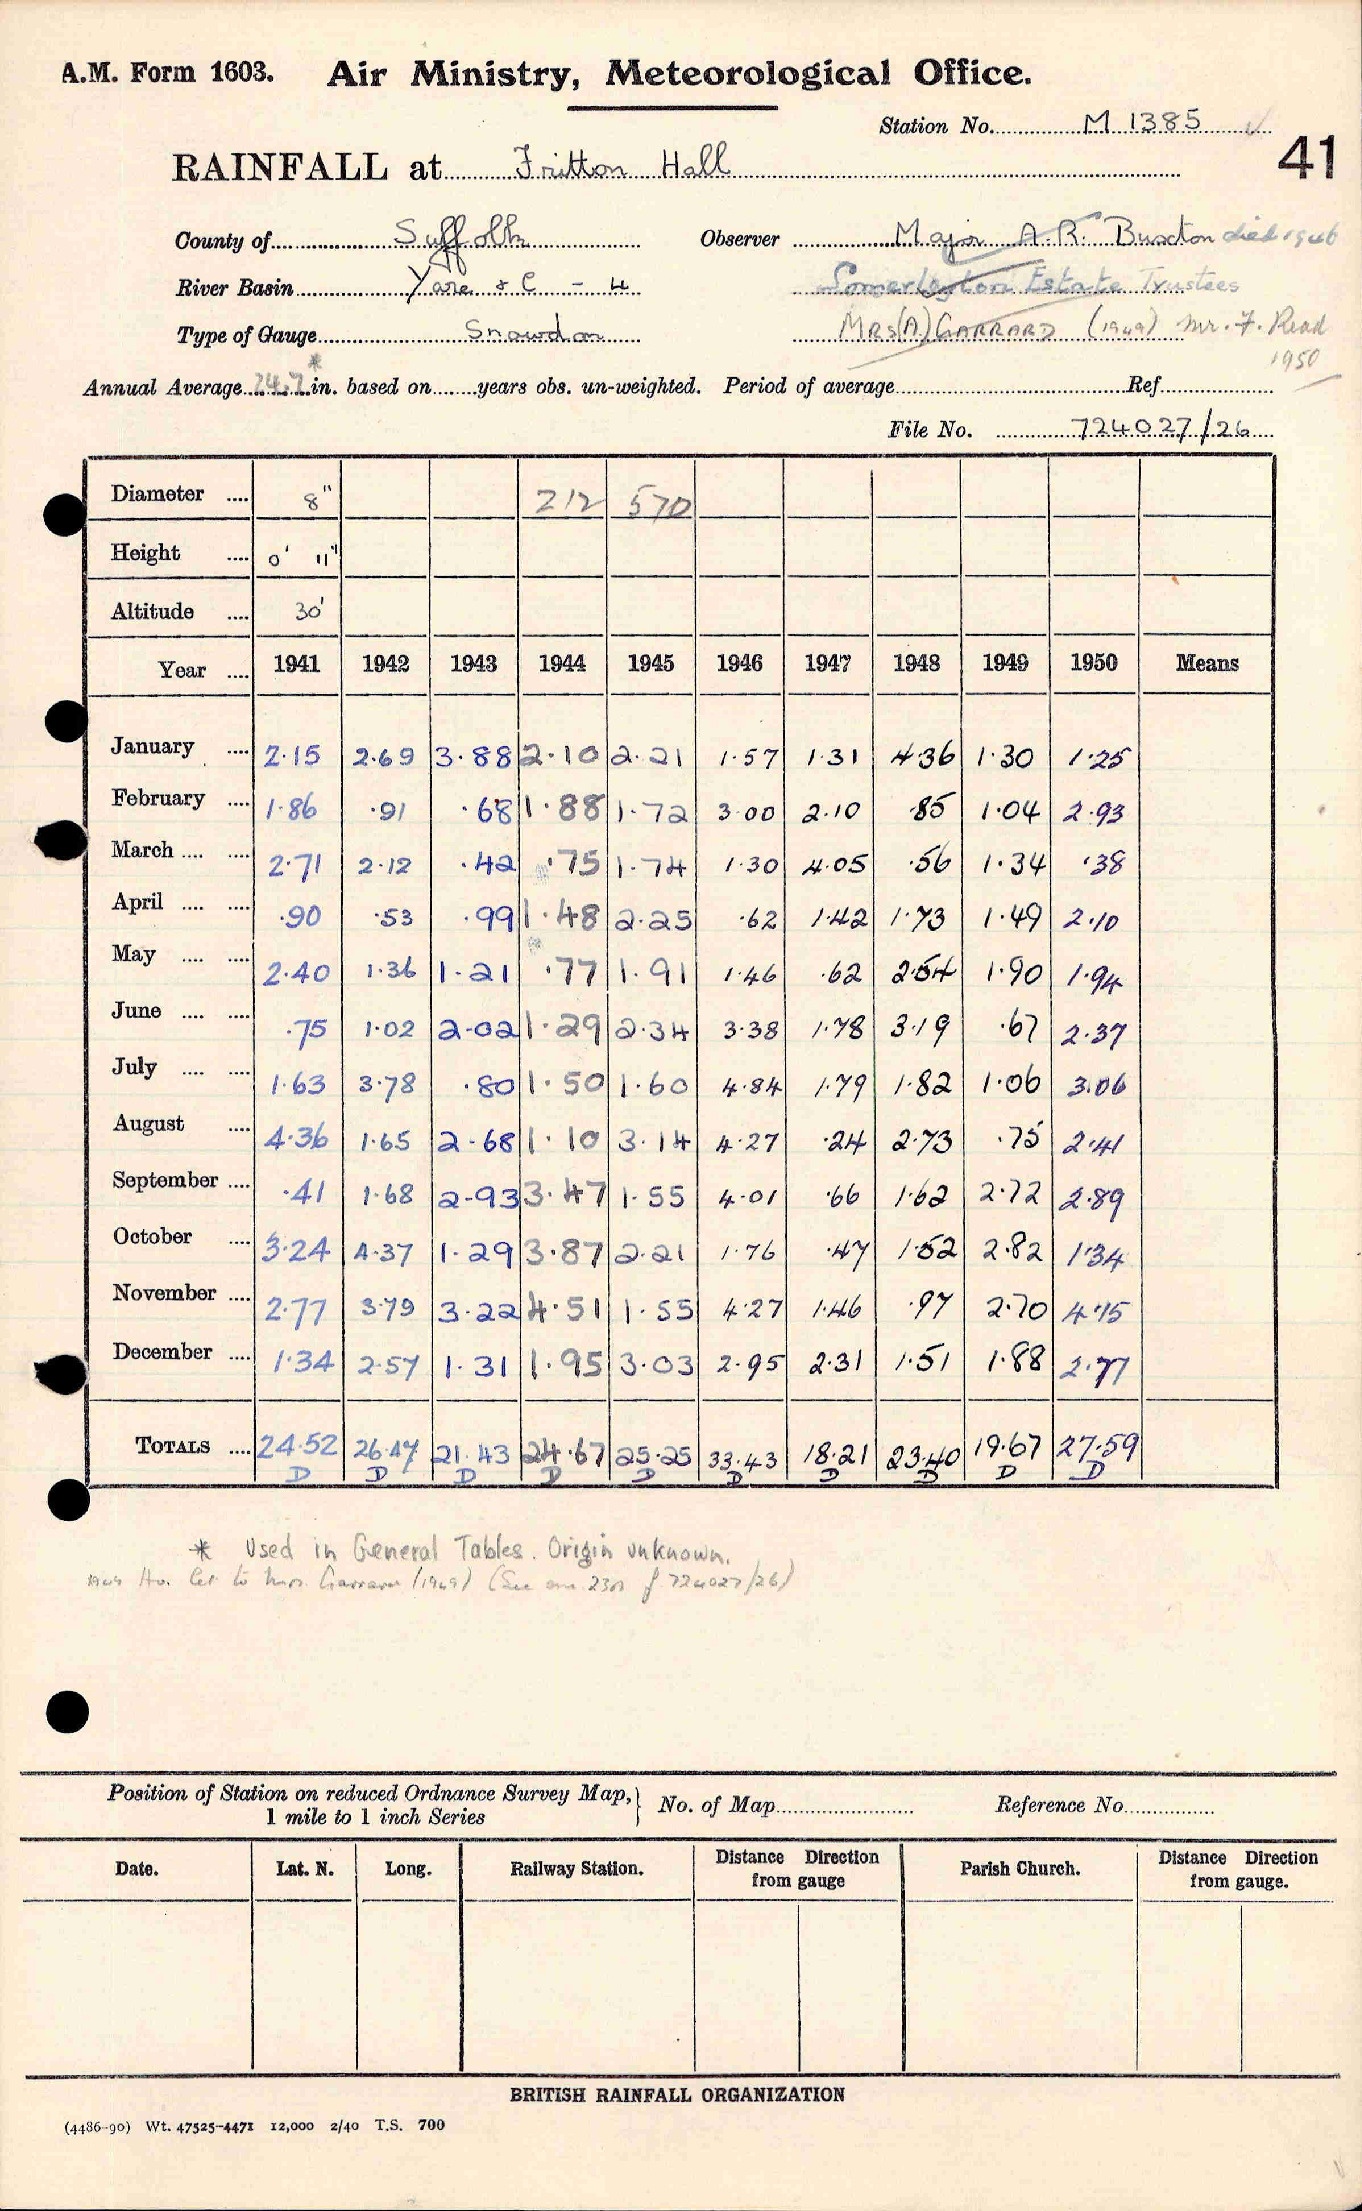 A.M. Form 1603. Air Ministry, Meteorological Office.
Station No. M 1385
41
RAINFALL at Fritton Hall
County of Suffolk Observer Major A.R. Buxton died 1946
River Basin Yare & C - 4 Somerleyton Estate Trustees
Type of Gauge Snowdon MRS (A) GARRARD (1949) Mr. F. Read 1950
Annual Average 24.7* in. based on years obs. un-weighted. Period of average Ref
File No. 724027/26
Diameter .... 8" 212 570
Height .... 0' 11"
Altitude .... 30'
Year .... 1941 1942 1943 1944 1945 1946 1947 1948 1949 1950 Means
January .... 2.15 2.69 3.88 2.10 2.21 1.57 1.31 4.36 1.30 1.25
February .... 1.86 .91 .68 1.88 1.72 3.00 2.10 .85 1.04 2.93
March .... .... 2.71 2.12 .42 .75 1.74 1.30 4.05 .56 1.34 .38
April .... .... .90 .53 .99 1.48 2.25 .62 1.42 1.73 1.49 2.10
May .... .... 2.40 1.36 1.21 .77 1.91 1.46 .62 2.54 1.90 1.94
June .... .... .75 1.02 2.02 1.29 2.34 3.38 1.78 3.19 .67 2.37
July .... .... 1.63 3.78 .80 1.50 1.60 4.84 1.79 1.82 1.06 3.06
August .... 4.36 1.65 2.68 1.10 3.14 4.27 .24 2.73 .75 2.41
September .... .41 1.68 2.93 3.47 1.55 4.01 .66 1.62 2.72 2.89
October .... 3.24 4.37 1.29 3.87 2.21 1.76 .47 1.52 2.82 1.34
November .... 2.77 3.79 3.22 4.51 1.55 4.27 1.46 .97 2.70 4.15
December .... 1.34 2.57 1.31 1.95 3.03 2.95 2.31 1.51 1.88 2.77
TOTALS .... 24.52 26.47 21.43 24.67 25.25 33.43 18.21 23.40 19.67 27.59
D D D D D D D D D D
* Used in General Tables. Origin unknown.
1949 Ho. let to Mrs. Garrard (1949) (See 724027/26)
Position of Station on reduced Ordnance Survey Map,
1 mile to 1 inch Series
No. of Map Reference No.
Date. Lat. N. Long. Railway Station. Distance Direction from gauge Parish Church. Distance Direction from gauge.
BRITISH RAINFALL ORGANIZATION
(4486-90) Wt. 47525-4471 12,000 2/40 T.S. 700